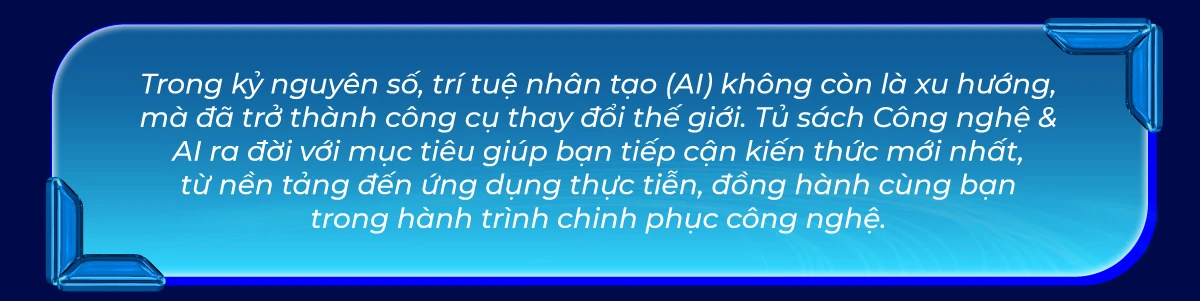 Trong kỷ nguyên số, trí tuệ nhân tạo (AI) không còn là xu hướng,
mà đã trở thành công cụ thay đổi thế giới. Tủ sách Công nghệ &
AI ra đời với mục tiêu giúp bạn tiếp cận kiến thức mới nhất,
từ nền tảng đến ứng dụng thực tiễn, đồng hành cùng bạn
trong hành trình chinh phục công nghệ.